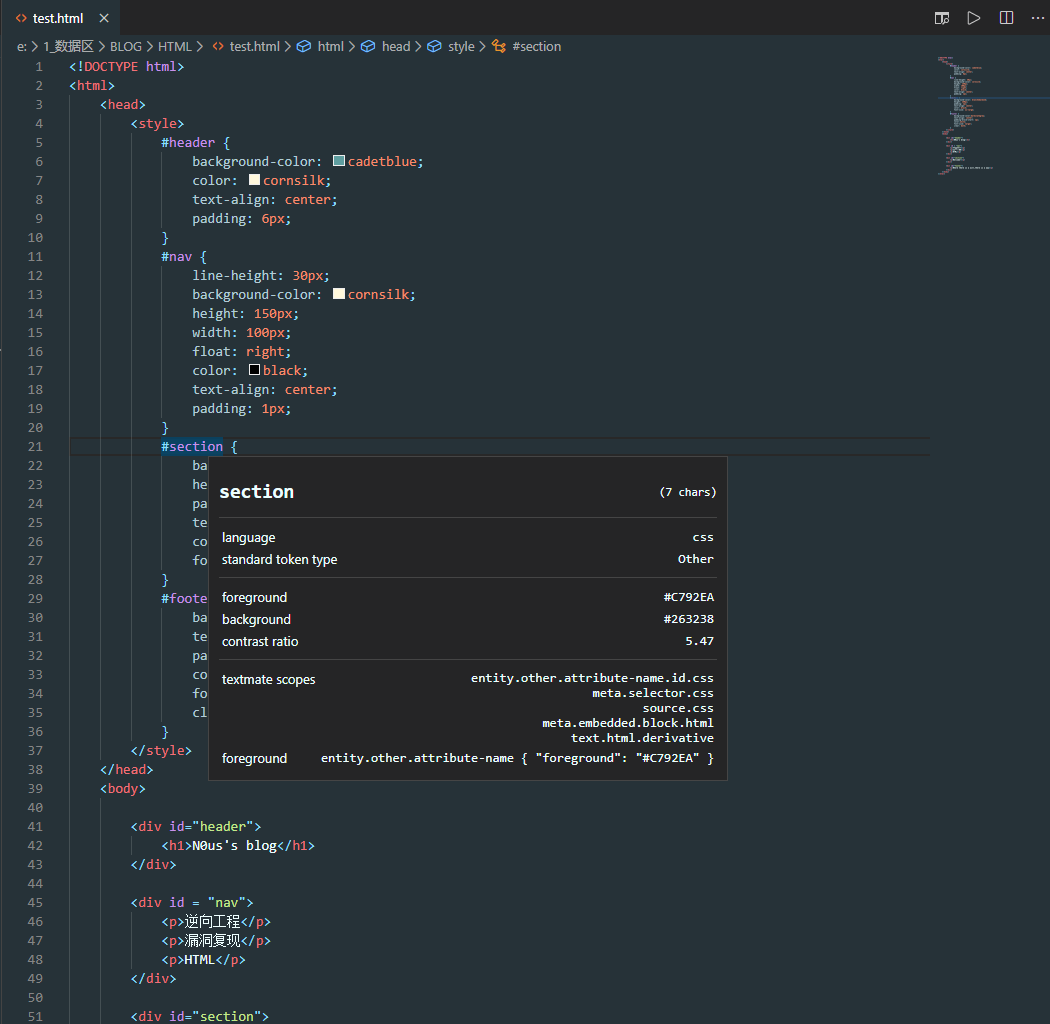 test.html
e: > 1_数据区 > BLOG > HTML > test.html > html > head > style > #section
1 <!DOCTYPE html>
2 <html>
3 <head>
4 <style>
5 #header {
6 background-color: cadetblue;
7 color: cornsilk;
8 text-align: center;
9 padding: 6px;
10 }
11 #nav {
12 line-height: 30px;
13 background-color: cornsilk;
14 height: 150px;
15 width: 100px;
16 float: right;
17 color: black;
18 text-align: center;
19 padding: 1px;
20 }
21 #section {
22 ba
23 he
24 pa
25 te
26 co
27 fo
28 }
29 #foote
30 ba
31 te
32 pa
33 co
34 fo
35 cl
36 }
37 </style>
38 </head>
39 <body>
40
41 <div id="header">
42 <h1>N0us's blog</h1>
43 </div>
44
45 <div id = "nav">
46 <p>逆向工程</p>
47 <p>漏洞复现</p>
48 <p>HTML</p>
49 </div>
50
51 <div id="section">
section (7 chars)
language css
standard token type Other
foreground #C792EA
background #263238
contrast ratio 5.47
textmate scopes entity.other.attribute-name.id.css
meta.selector.css
source.css
meta.embedded.block.html
text.html.derivative
foreground entity.other.attribute-name { "foreground": "#C792EA" }